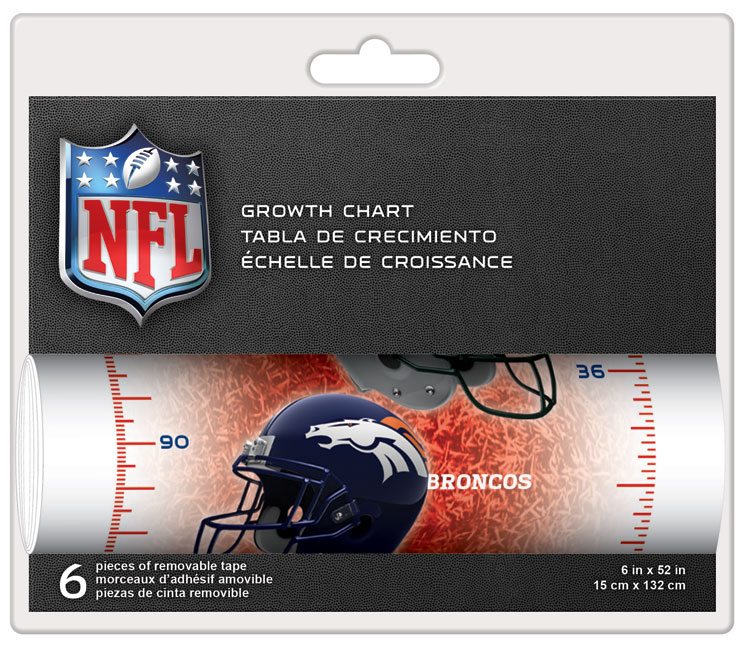 NFL
GROWTH CHART
TABLA DE CRECIMIENTO
ÉCHELLE DE CROISSANCE
36
90
BRONCOS
6
pieces of removable tape
morceaux d'adhésif amovible
piezas de cinta removible
6 in x 52 in
15 cm x 132 cm